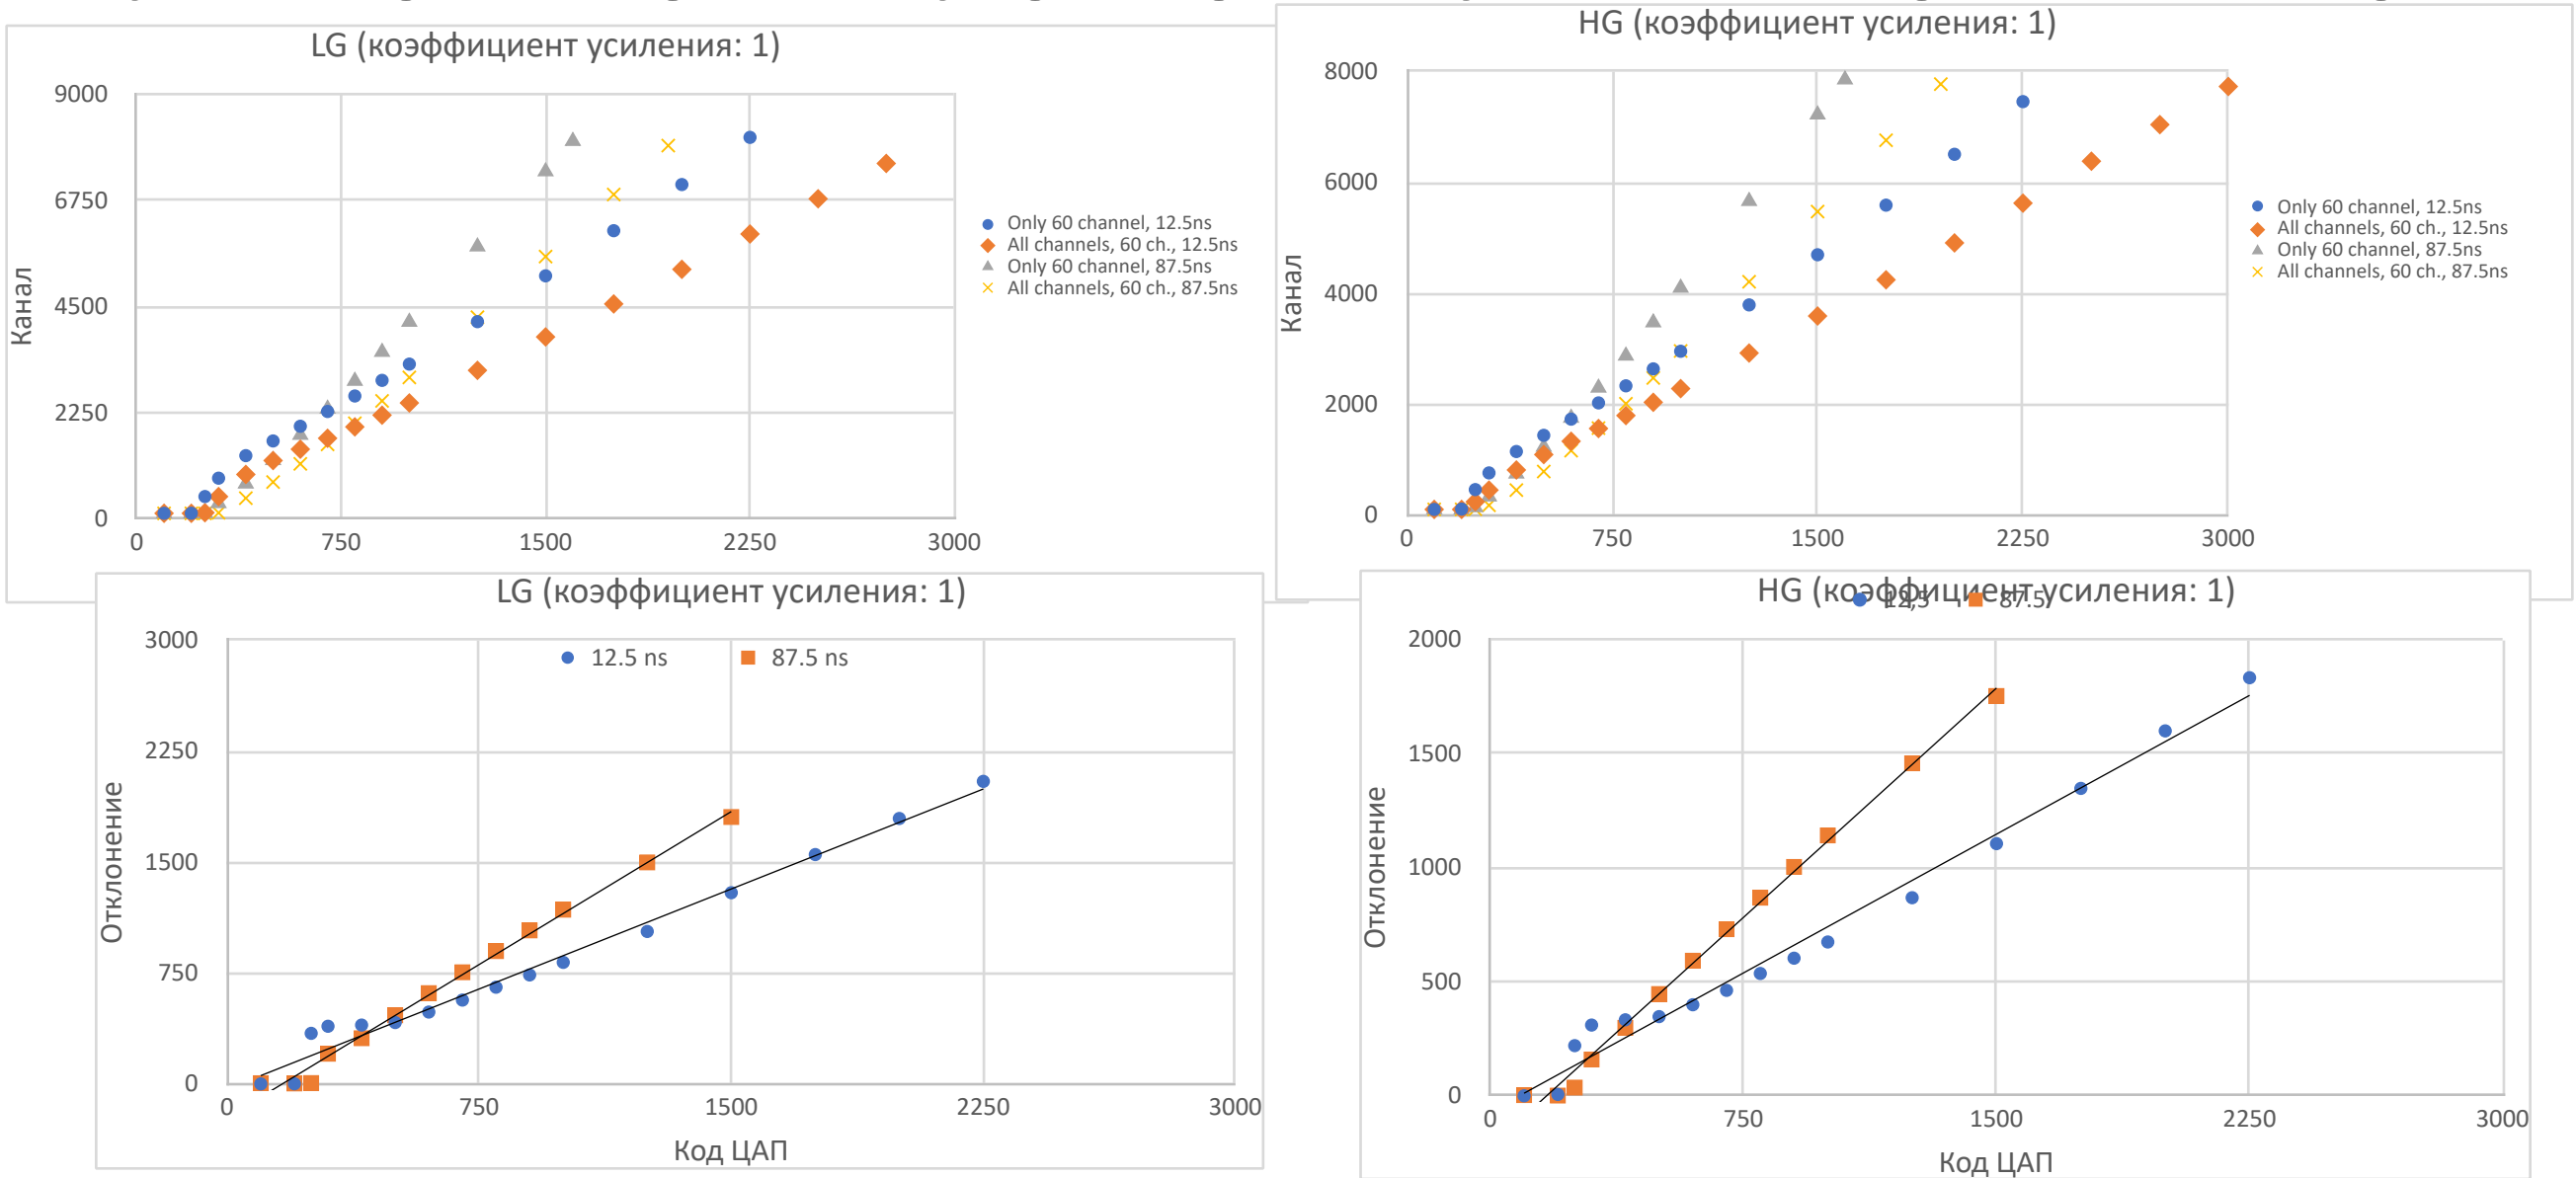 LG (коэффициент усиления: 1)
9000
6750
4500
2250
0
Канал
0 750 1500 2250 3000
Only 60 channel, 12.5ns
All channels, 60 ch., 12.5ns
Only 60 channel, 87.5ns
All channels, 60 ch., 87.5ns
HG (коэффициент усиления: 1)
8000
6000
4000
2000
0
Канал
0 750 1500 2250 3000
Only 60 channel, 12.5ns
All channels, 60 ch., 12.5ns
Only 60 channel, 87.5ns
All channels, 60 ch., 87.5ns
LG (коэффициент усиления: 1)
12.5 ns 87.5 ns
3000
2250
1500
750
0
Отклонение
0 750 1500 2250 3000
Код ЦАП
HG (коэффициент усиления: 1)
12,5 87.5
2000
1500
1000
500
0
Отклонение
0 750 1500 2250 3000
Код ЦАП